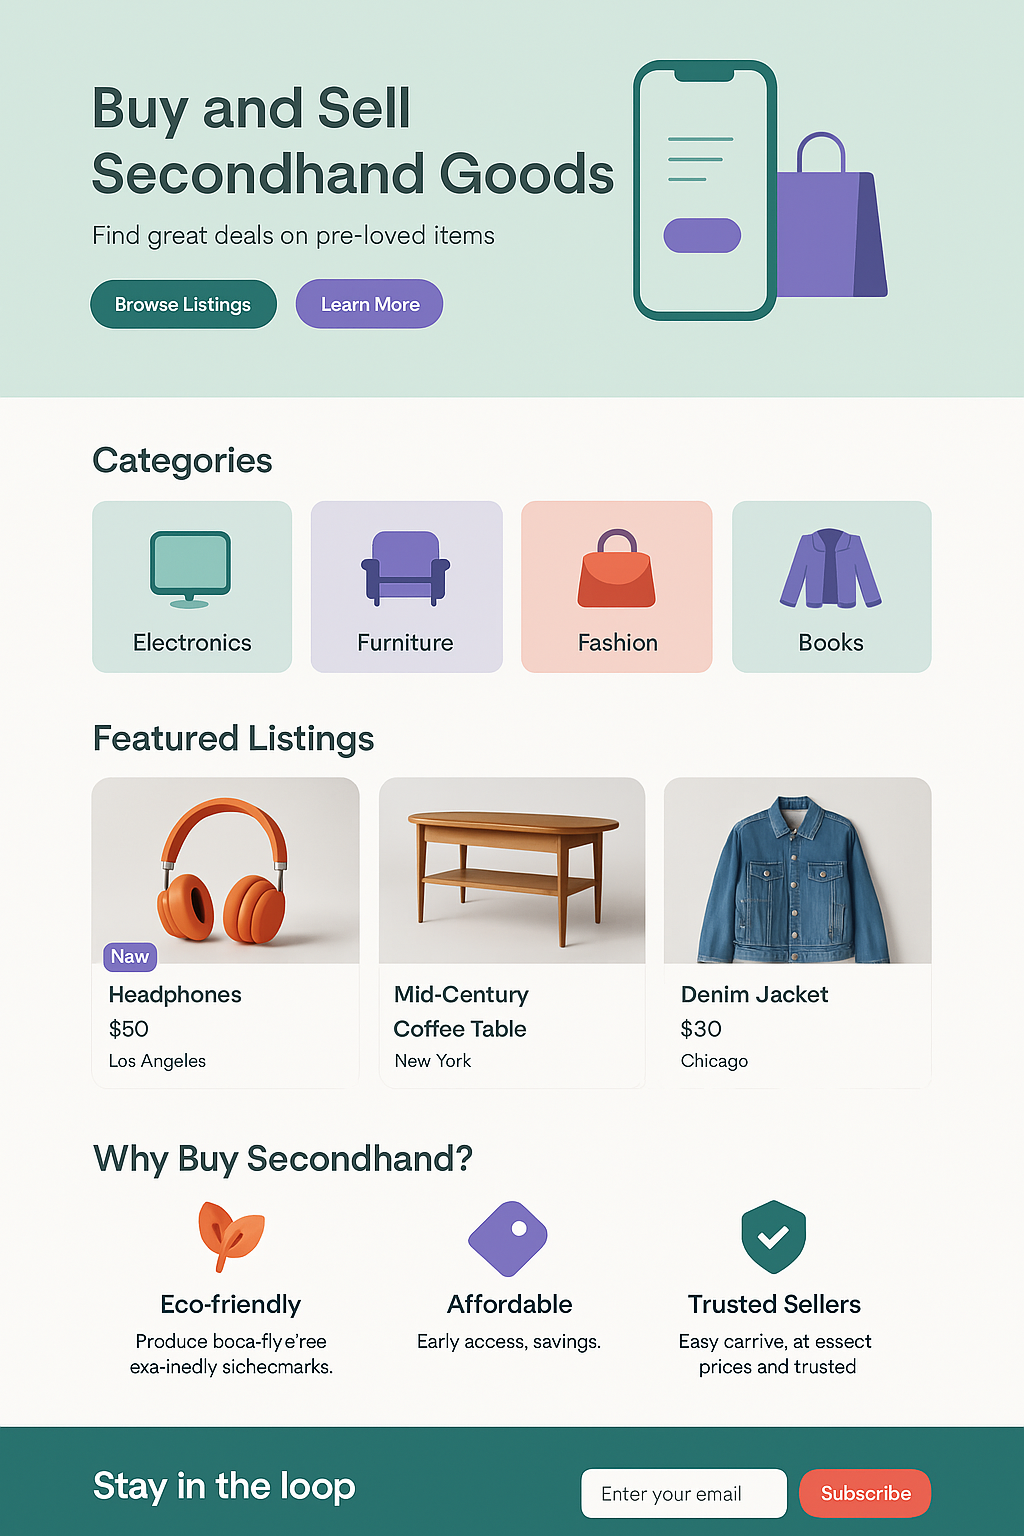 Buy and Sell
Secondhand Goods
Find great deals on pre-loved items
Browse Listings
Learn More
Categories
Electronics
Furniture
Fashion
Books
Featured Listings
Naw
Headphones
$50
Los Angeles
Mid-Century
Coffee Table
New York
Denim Jacket
$30
Chicago
Why Buy Secondhand?
Eco-friendly
Produce boca-fly e'ree
exa-inedly sichecmarks.
Affordable
Early access, savings.
Trusted Sellers
Easy carrive, at essect
prices and trusted
Stay in the loop
Enter your email
Subscribe